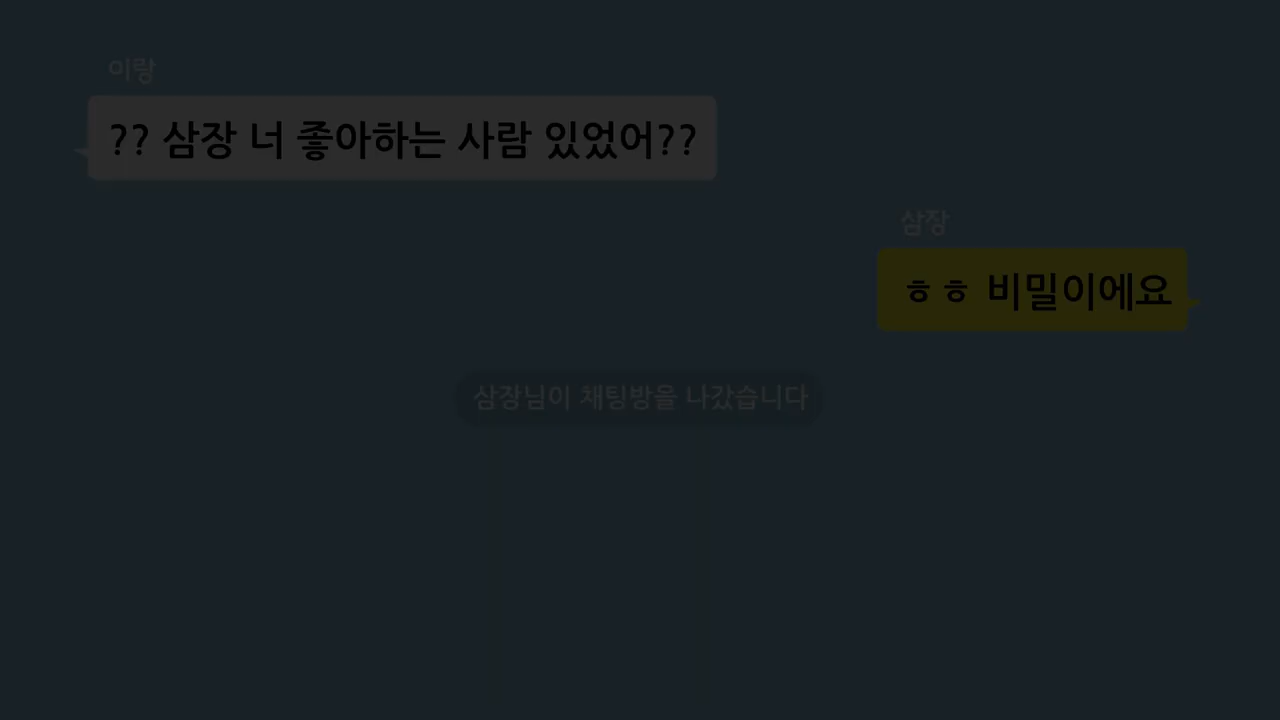 이랑
?? 삼장 너 좋아하는 사람 있었어??
삼장
ㅎㅎ 비밀이에요
삼장님이 채팅방을 나갔습니다